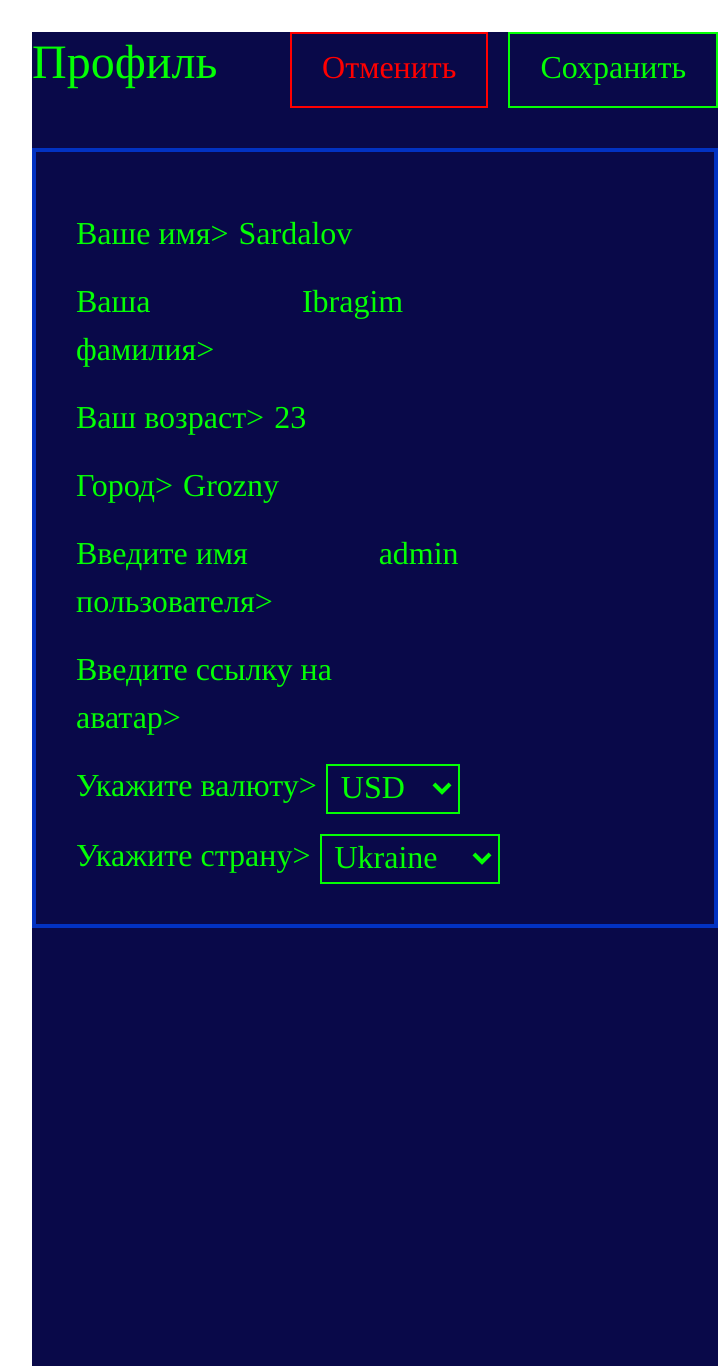 Профиль Отменить Сохранить
Ваше имя> Sardalov
Ваша Ibragim
фамилия>
Ваш возраст> 23
Город> Grozny
Введите имя admin
пользователя>
Введите ссылку на
аватар>
Укажите валюту> USD
Укажите страну> Ukraine